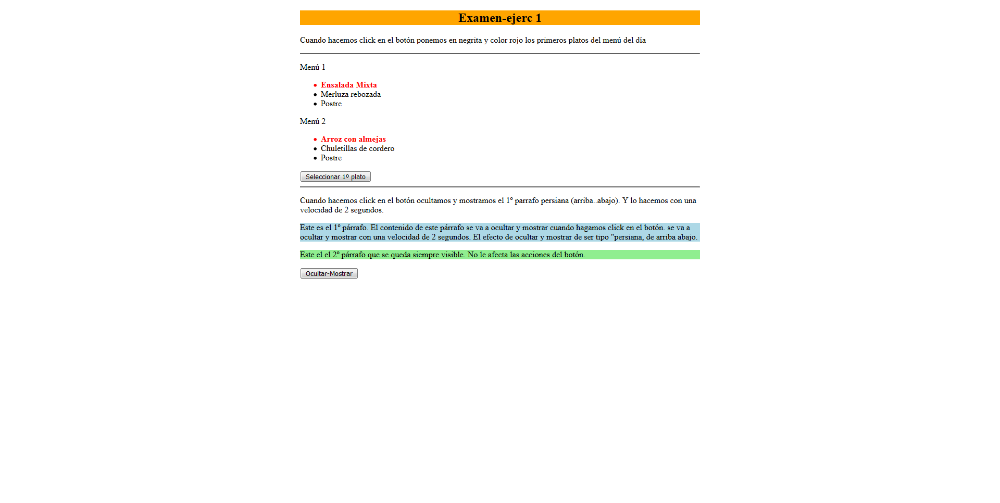 Examen-ejerc 1
Cuando hacemos click en el botón ponemos en negrita y color rojo los primeros platos del menú del día
Menú 1
Ensalada Mixta
Merluza rebozada
Postre
Menú 2
Arroz con almejas
Chuletillas de cordero
Postre
Seleccionar 1º plato
Cuando hacemos click en el botón ocultamos y mostramos el 1º parrafo persiana (arriba..abajo). Y lo hacemos con una
velocidad de 2 segundos.
Este es el 1º párrafo. El contenido de este párrafo se va a ocultar y mostrar cuando hagamos click en el botón. se va a
ocultar y mostrar con una velocidad de 2 segundos. El efecto de ocultar y mostrar de ser tipo "persiana, de arriba abajo.
Este el el 2º párrafo que se queda siempre visible. No le afecta las acciones del botón.
Ocultar-Mostrar